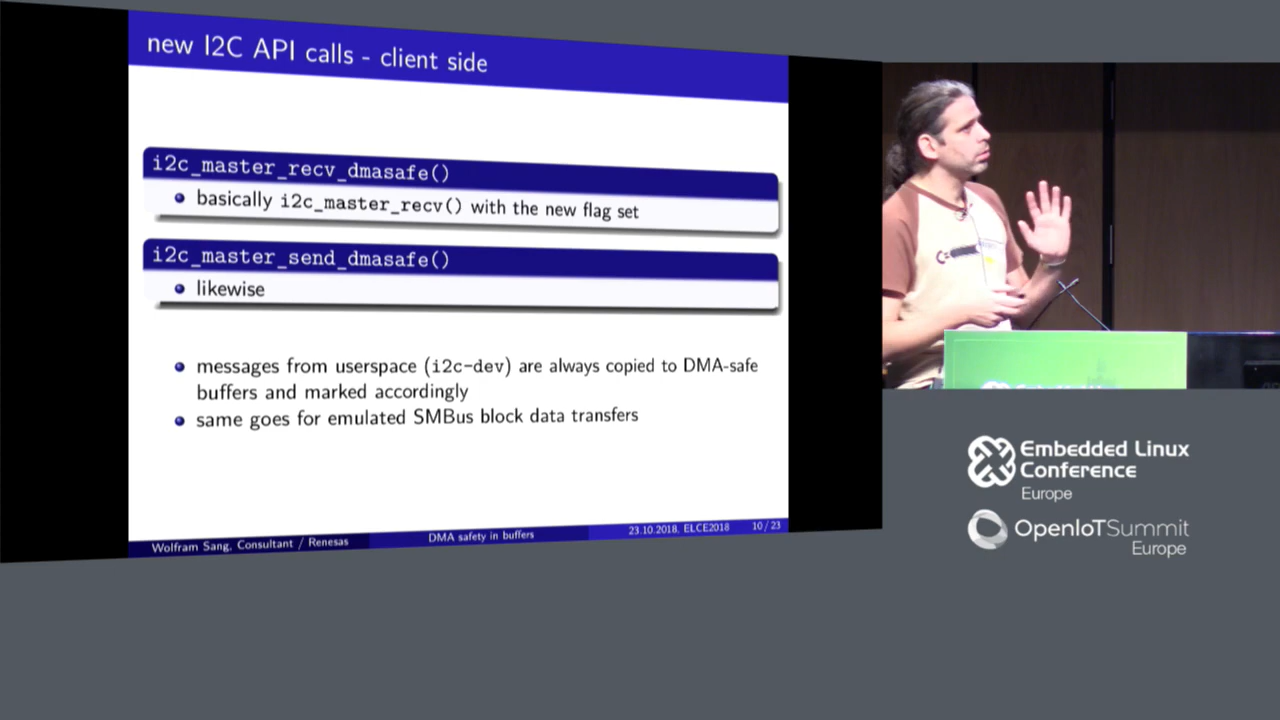 new I2C API calls - client side
i2c_master_recv_dmasafe()
basically i2c_master_recv() with the new flag set
i2c_master_send_dmasafe()
likewise
messages from userspace (i2c-dev) are always copied to DMA-safe
buffers and marked accordingly
same goes for emulated SMBus block data transfers
Wolfram Sang, Consultant / Renesas
DMA safety in buffers
23.10.2018, ELCE2018
10 / 23
Embedded Linux
Conference
Europe
OpenIoTSummit
Europe